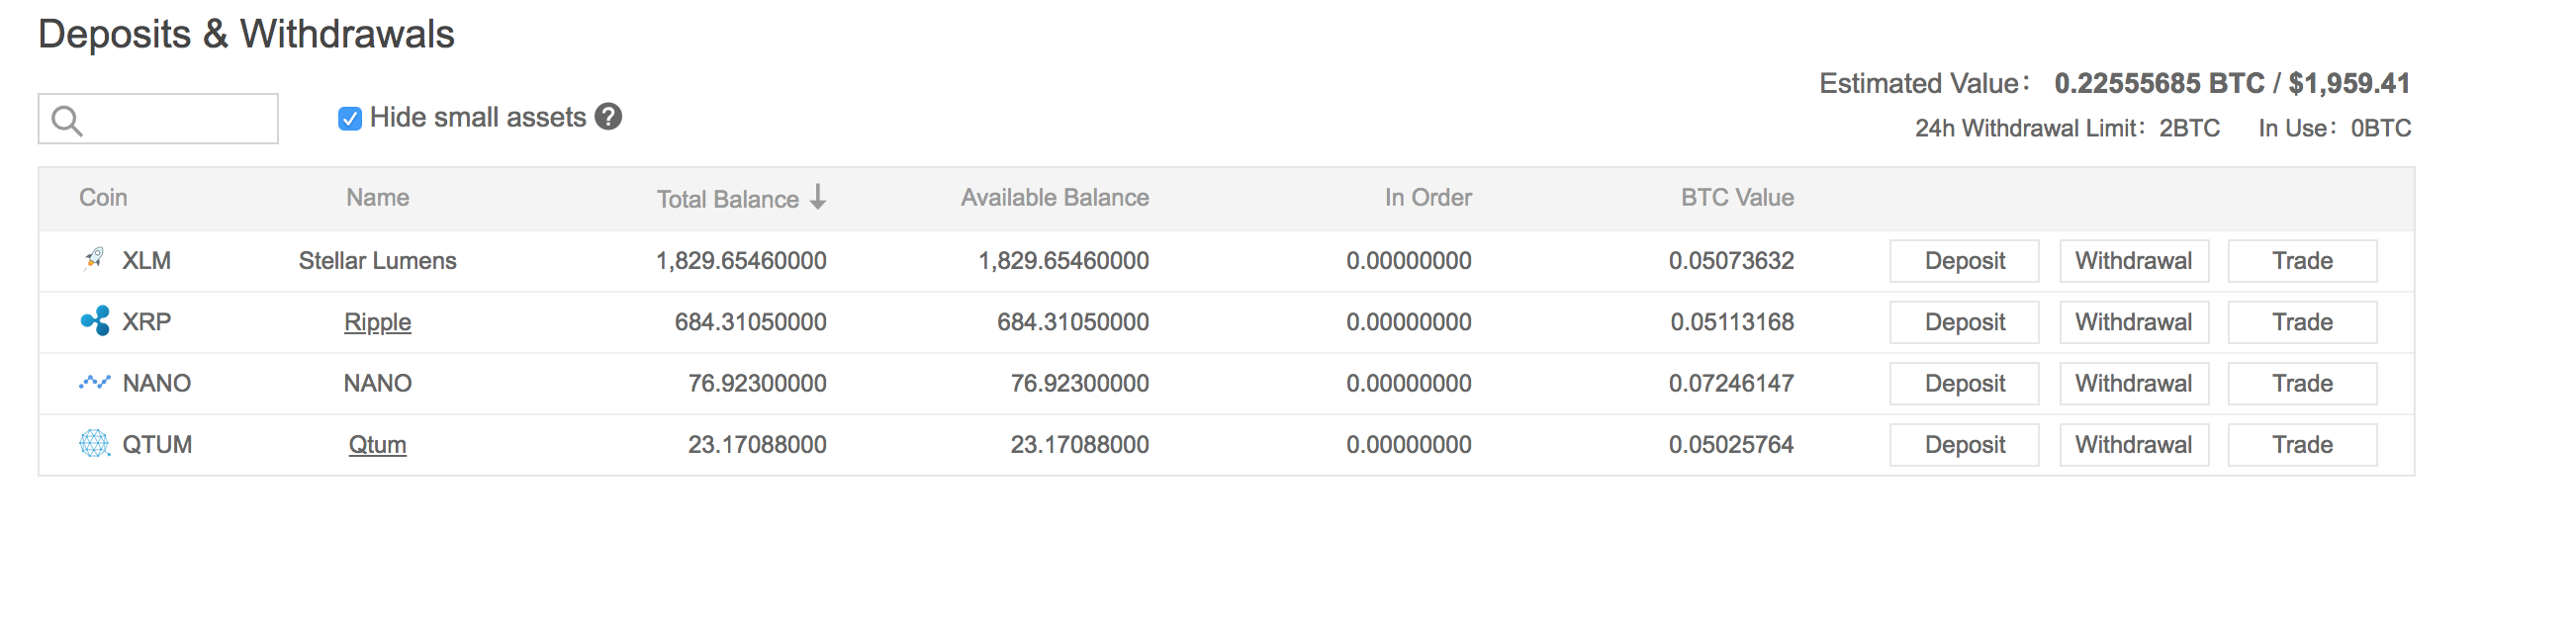 Deposits & Withdrawals
Estimated Value： 0.22555685 BTC / $1,959.41
Hide small assets ?
24h Withdrawal Limit：2BTC In Use：0BTC
Coin Name Total Balance ↓ Available Balance In Order BTC Value
XLM Stellar Lumens 1,829.65460000 1,829.65460000 0.00000000 0.05073632 Deposit Withdrawal Trade
XRP Ripple 684.31050000 684.31050000 0.00000000 0.05113168 Deposit Withdrawal Trade
NANO NANO 76.92300000 76.92300000 0.00000000 0.07246147 Deposit Withdrawal Trade
QTUM Qtum 23.17088000 23.17088000 0.00000000 0.05025764 Deposit Withdrawal Trade